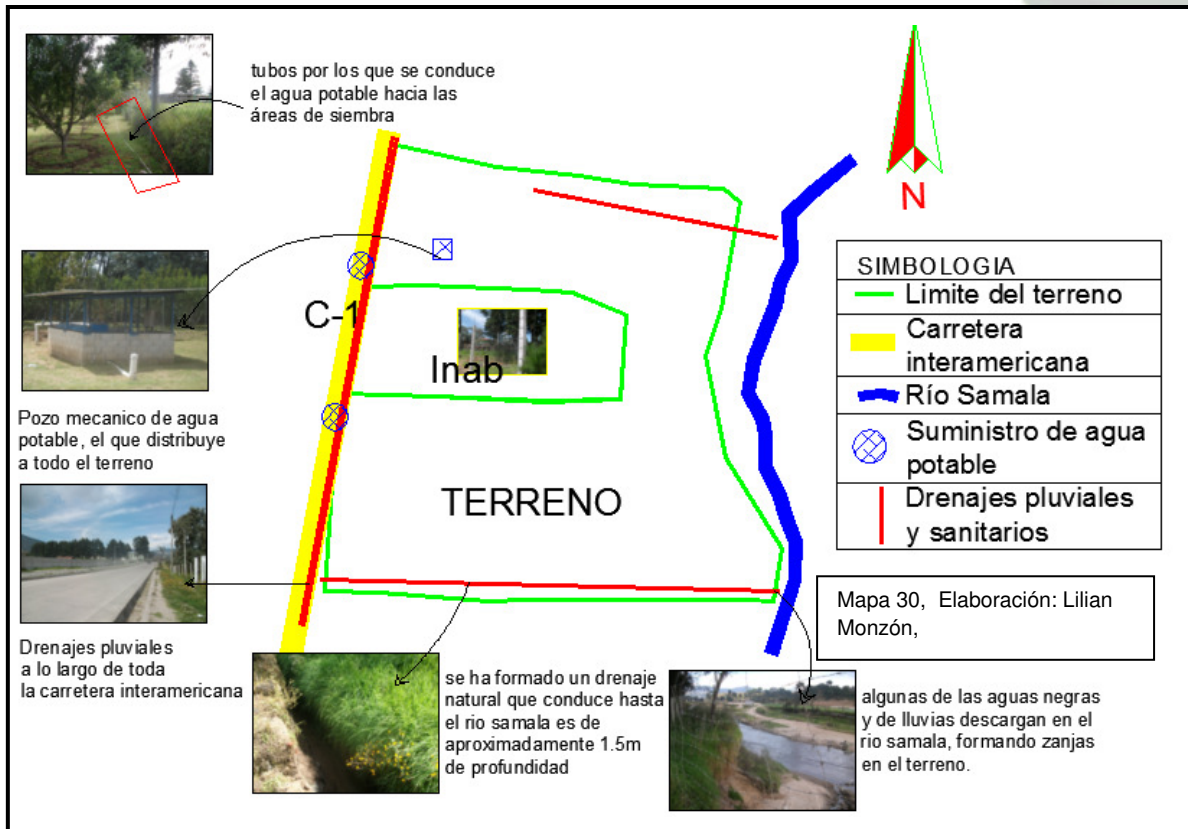 tubos por los que se conduce
el agua potable hacia las
áreas de siembra
N
SIMBOLOGIA
Limite del terreno
Carretera
interamericana
Río Samala
Suministro de agua
potable
Drenajes pluviales
y sanitarios
C-1
Inab
TERRENO
Pozo mecanico de agua
potable, el que distribuye
a todo el terreno
Drenajes pluviales
a lo largo de toda
la carretera interamericana
se ha formado un drenaje
natural que conduce hasta
el rio samala es de
aproximadamente 1.5m
de profundidad
Mapa 30, Elaboración: Lilian
Monzón,
algunas de las aguas negras
y de lluvias descargan en el
rio samala, formando zanjas
en el terreno.